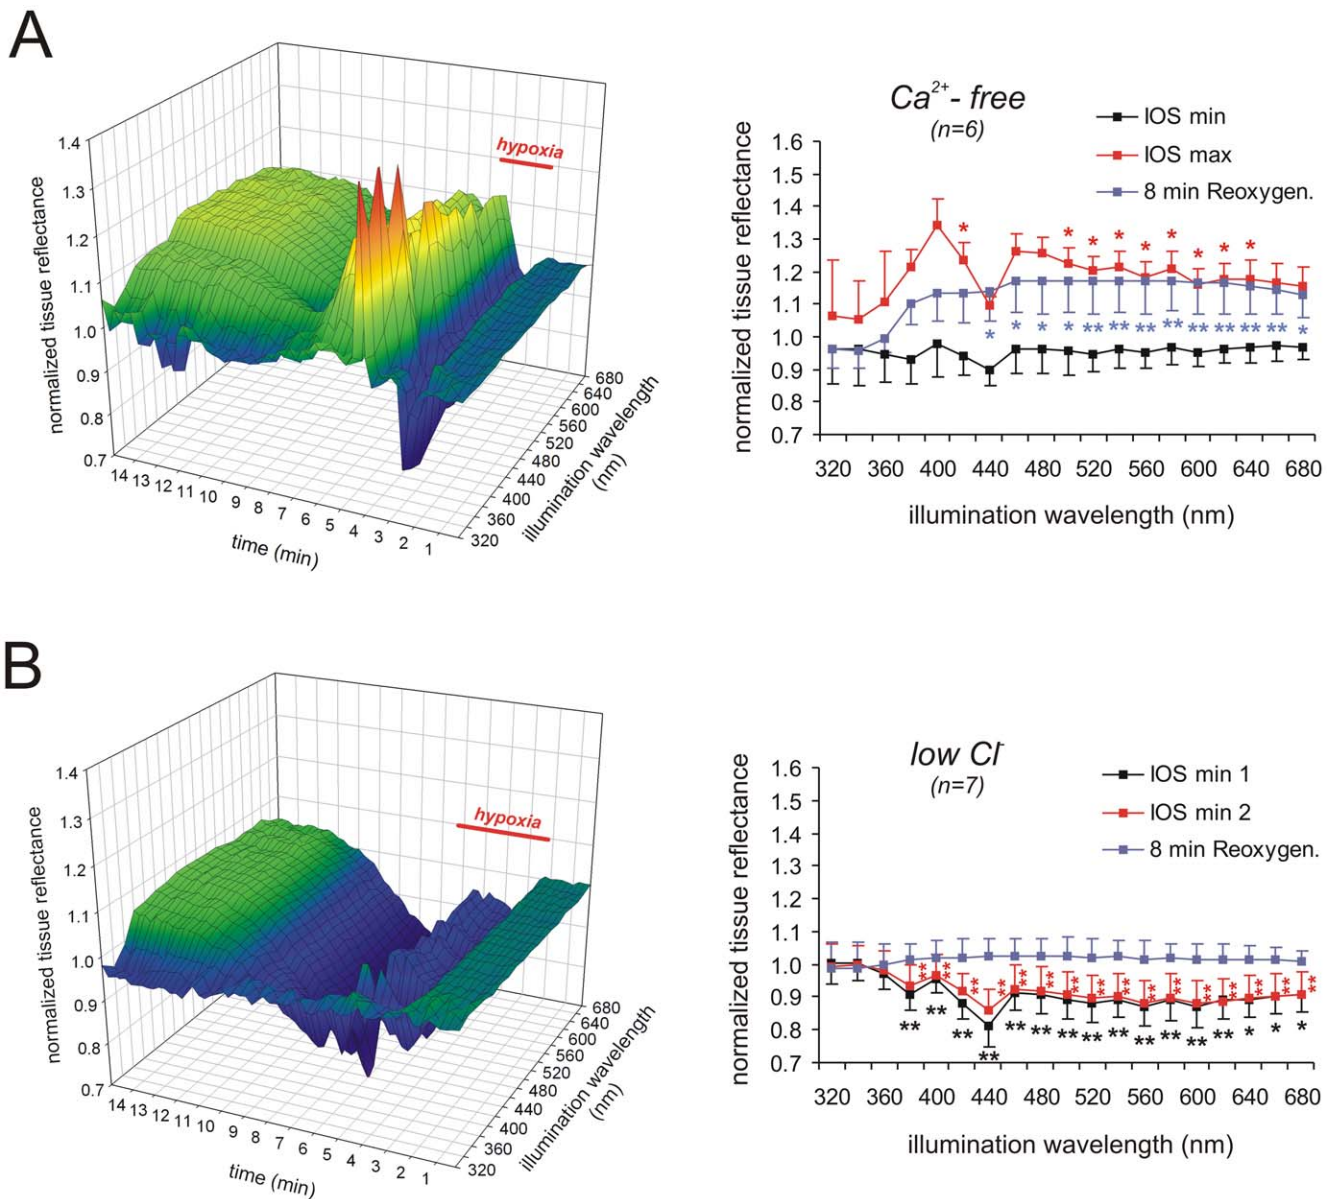 A
hypoxia
normalized tissue reflectance
1.4
1.3
1.2
1.1
1.0
0.9
0.8
0.7
14 13 12 11 10 9 8 7 6 5 4 3 2 1
time (min)
680
640
600
560
520
480
440
400
360
320
illumination wavelength
(nm)
Ca2+- free
(n=6)
IOS min
IOS max
8 min Reoxygen.
normalized tissue reflectance
1.6
1.5
1.4
1.3
1.2
1.1
1.0
0.9
0.8
0.7
* * * * * * * * *
* * * * ** ** ** ** ** ** ** ** *
320 360 400 440 480 520 560 600 640 680
illumination wavelength (nm)
B
hypoxia
normalized tissue reflectance
1.4
1.3
1.2
1.1
1.0
0.9
0.8
0.7
14 13 12 11 10 9 8 7 6 5 4 3 2 1
time (min)
680
640
600
560
520
480
440
400
360
320
illumination wavelength
(nm)
low Cl-
(n=7)
IOS min 1
IOS min 2
8 min Reoxygen.
normalized tissue reflectance
1.6
1.5
1.4
1.3
1.2
1.1
1.0
0.9
0.8
0.7
** ** ** ** ** ** ** ** ** ** ** ** ** ** ** **
** ** ** ** ** ** ** ** ** ** ** ** ** * * *
320 360 400 440 480 520 560 600 640 680
illumination wavelength (nm)